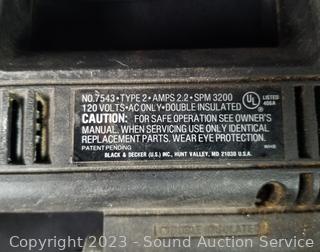 NO. 7543 • TYPE 2 • AMPS 2.2 • SPM 3200
120 VOLTS • AC ONLY • DOUBLE INSULATED
CAUTION: FOR SAFE OPERATION SEE OWNER'S
MANUAL. WHEN SERVICING USE ONLY IDENTICAL
REPLACEMENT PARTS. WEAR EYE PROTECTION.
PATENT PENDING
BLACK & DECKER (U.S.) INC., HUNT VALLEY, MD 21030 U.S.A.
UL
LISTED
Copyright 2023 - Sound Auction Service